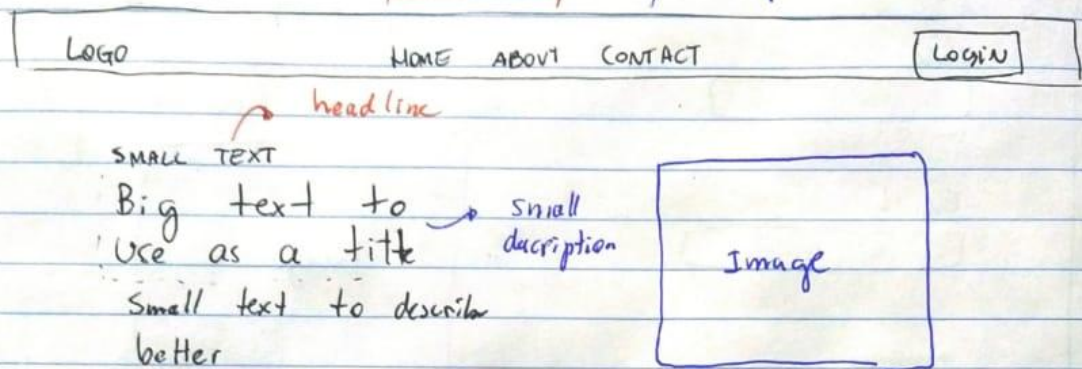 LOGO HOME ABOUT CONTACT LOGIN
headline
SMALL TEXT
Big text to
use as a title
small
ducription
Small text to describe
better
Image